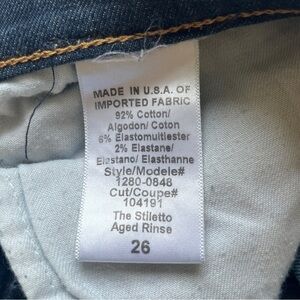 MADE IN U.S.A. OF
IMPORTED FABRIC
92% Cotton/
Algodon/ Coton
6% Elastomultiester
2% Elastane/
Elastano/ Elasthanne
Style/Modele#
1280-0848
Cut/Coupe#
104191
The Stiletto
Aged Rinse
26